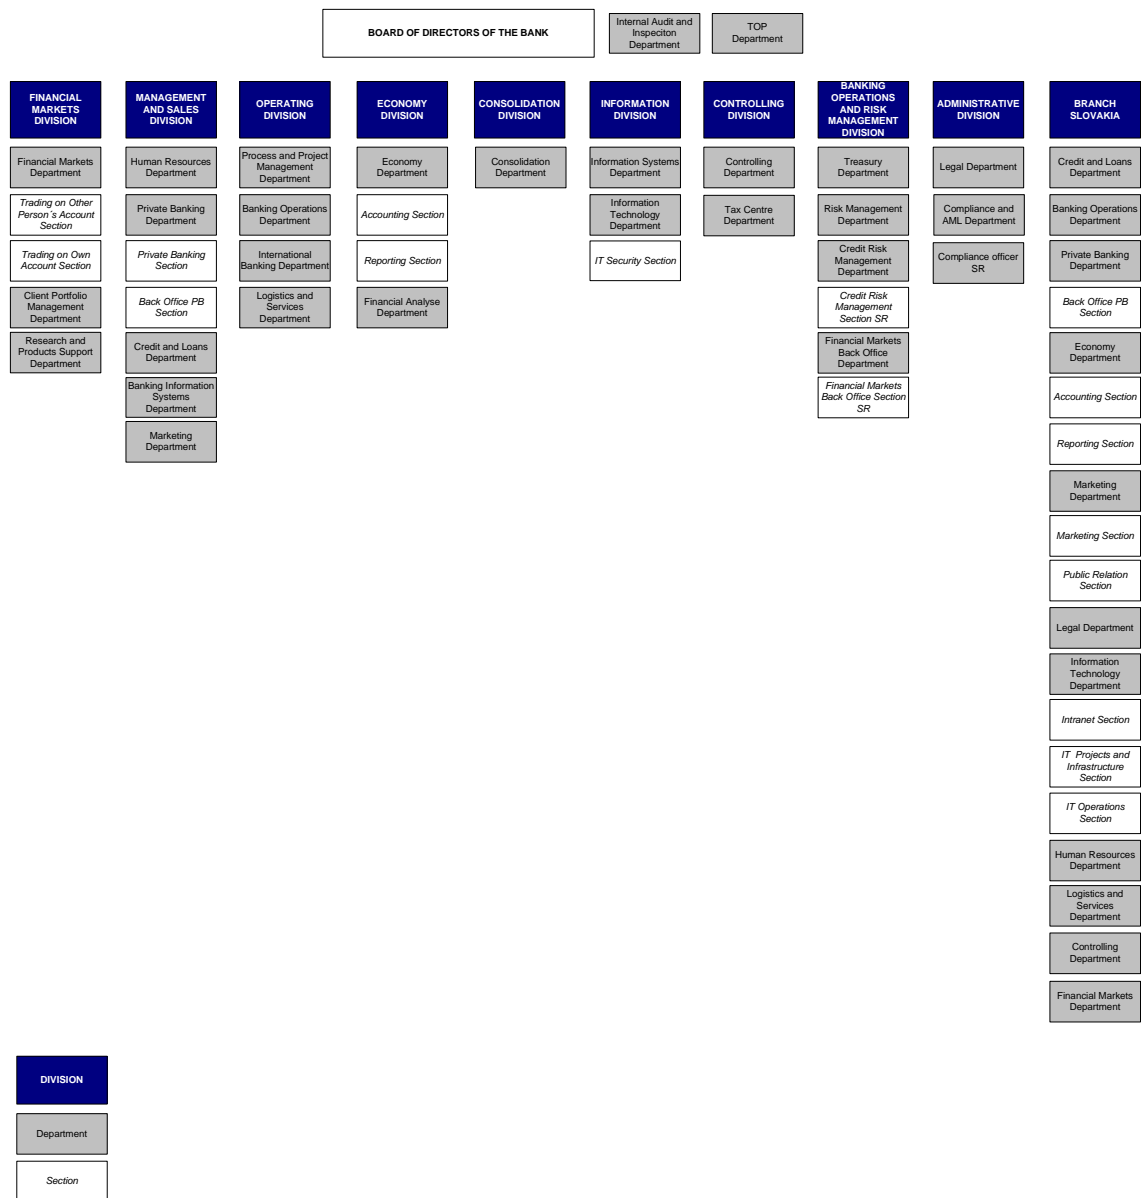 BOARD OF DIRECTORS OF THE BANK
Internal Audit and
Inspeciton
Department
TOP
Department
FINANCIAL
MARKETS
DIVISION
Financial Markets
Department
Trading on Other
Person´s Account
Section
Trading on Own
Account Section
Client Portfolio
Management
Department
Research and
Products Support
Department
MANAGEMENT
AND SALES
DIVISION
Human Resources
Department
Private Banking
Department
Private Banking
Section
Back Office PB
Section
Credit and Loans
Department
Banking Information
Systems
Department
Marketing
Department
OPERATING
DIVISION
Process and Project
Management
Department
Banking Operations
Department
International
Banking Department
Logistics and
Services
Department
ECONOMY
DIVISION
Economy
Department
Accounting Section
Reporting Section
Financial Analyse
Department
CONSOLIDATION
DIVISION
Consolidation
Department
INFORMATION
DIVISION
Information Systems
Department
Information
Technology
Department
IT Security Section
CONTROLLING
DIVISION
Controlling
Department
Tax Centre
Department
BANKING
OPERATIONS
AND RISK
MANAGEMENT
DIVISION
Treasury
Department
Risk Management
Department
Credit Risk
Management
Department
Credit Risk
Management
Section SR
Financial Markets
Back Office
Department
Financial Markets
Back Office Section
SR
ADMINISTRATIVE
DIVISION
Legal Department
Compliance and
AML Department
Compliance officer
SR
BRANCH
SLOVAKIA
Credit and Loans
Department
Banking Operations
Department
Private Banking
Department
Back Office PB
Section
Economy
Department
Accounting Section
Reporting Section
Marketing
Department
Marketing Section
Public Relation
Section
Legal Department
Information
Technology
Department
Intranet Section
IT Projects and
Infrastructure
Section
IT Operations
Section
Human Resources
Department
Logistics and
Services
Department
Controlling
Department
Financial Markets
Department
DIVISION
Department
Section